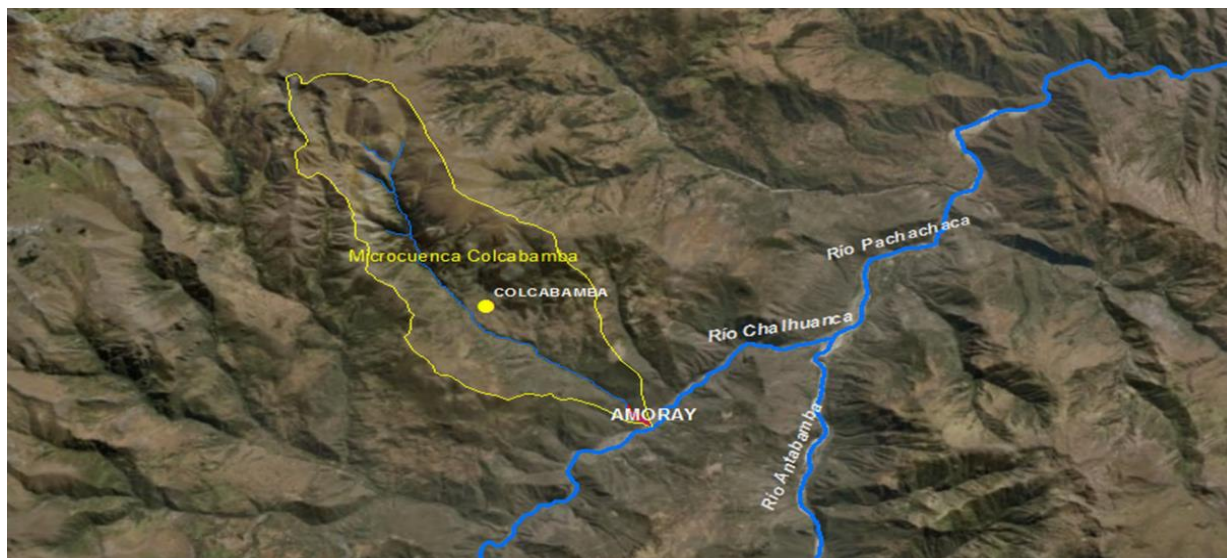 Río Pachachaca
Microcuenca Colcabamba
COLCABAMBA
Río Chalhuanca
AMORAY
Río Antabamba